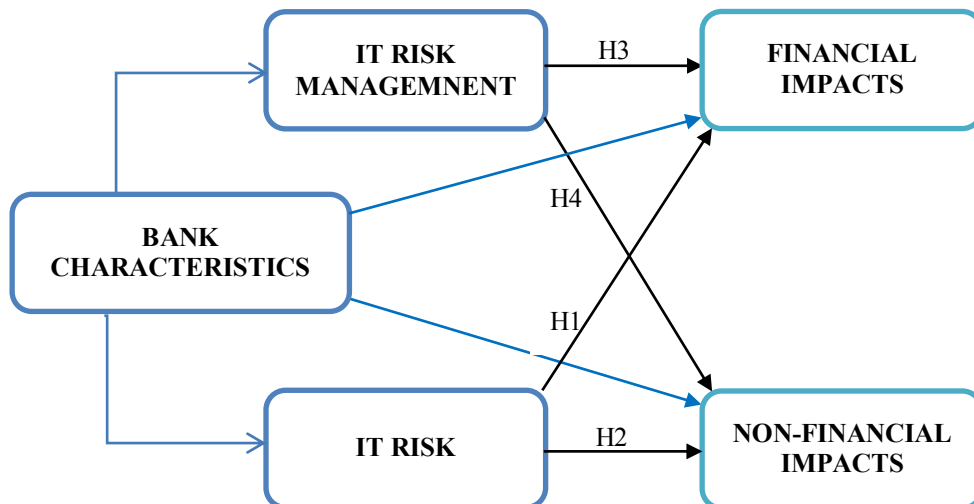 IT RISK
MANAGEMNENT
H3
FINANCIAL
IMPACTS
H4
BANK
CHARACTERISTICS
H1
IT RISK
H2
NON-FINANCIAL
IMPACTS